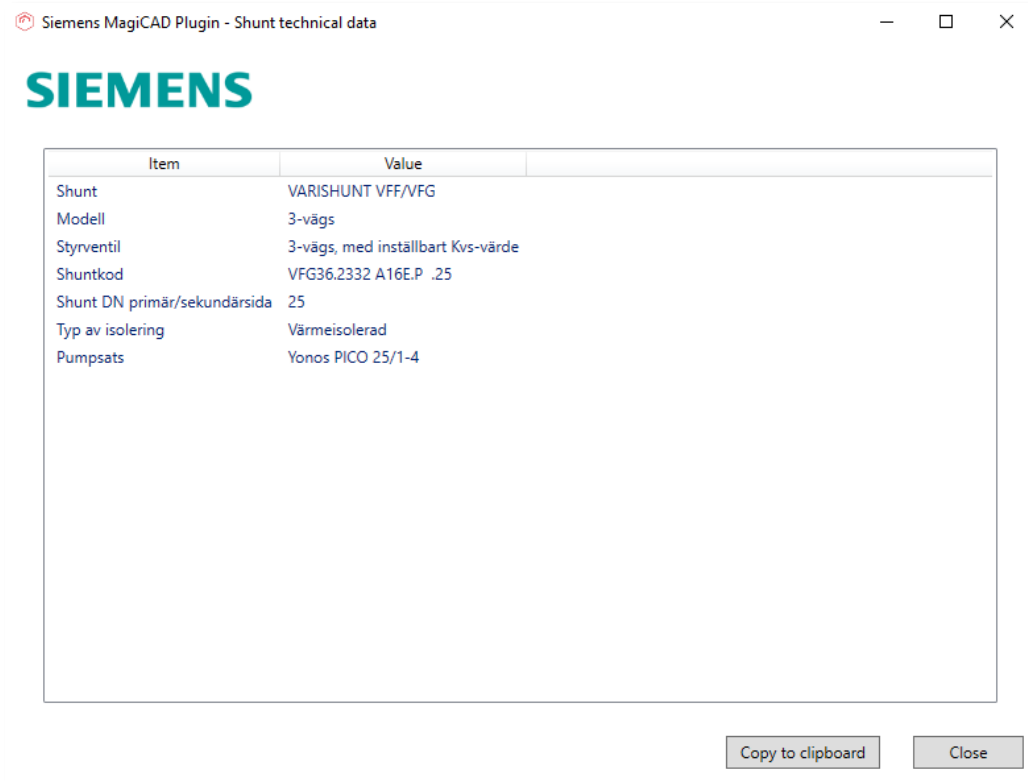 Siemens MagiCAD Plugin - Shunt technical data
SIEMENS
Item Value
Shunt VARISHUNT VFF/VFG
Modell 3-vägs
Styrventil 3-vägs, med inställbart Kvs-värde
Shuntkod VFG36.2332 A16E.P  .25
Shunt DN primär/sekundärsida 25
Typ av isolering Värmeisolerad
Pumpsats Yonos PICO 25/1-4
Copy to clipboard Close